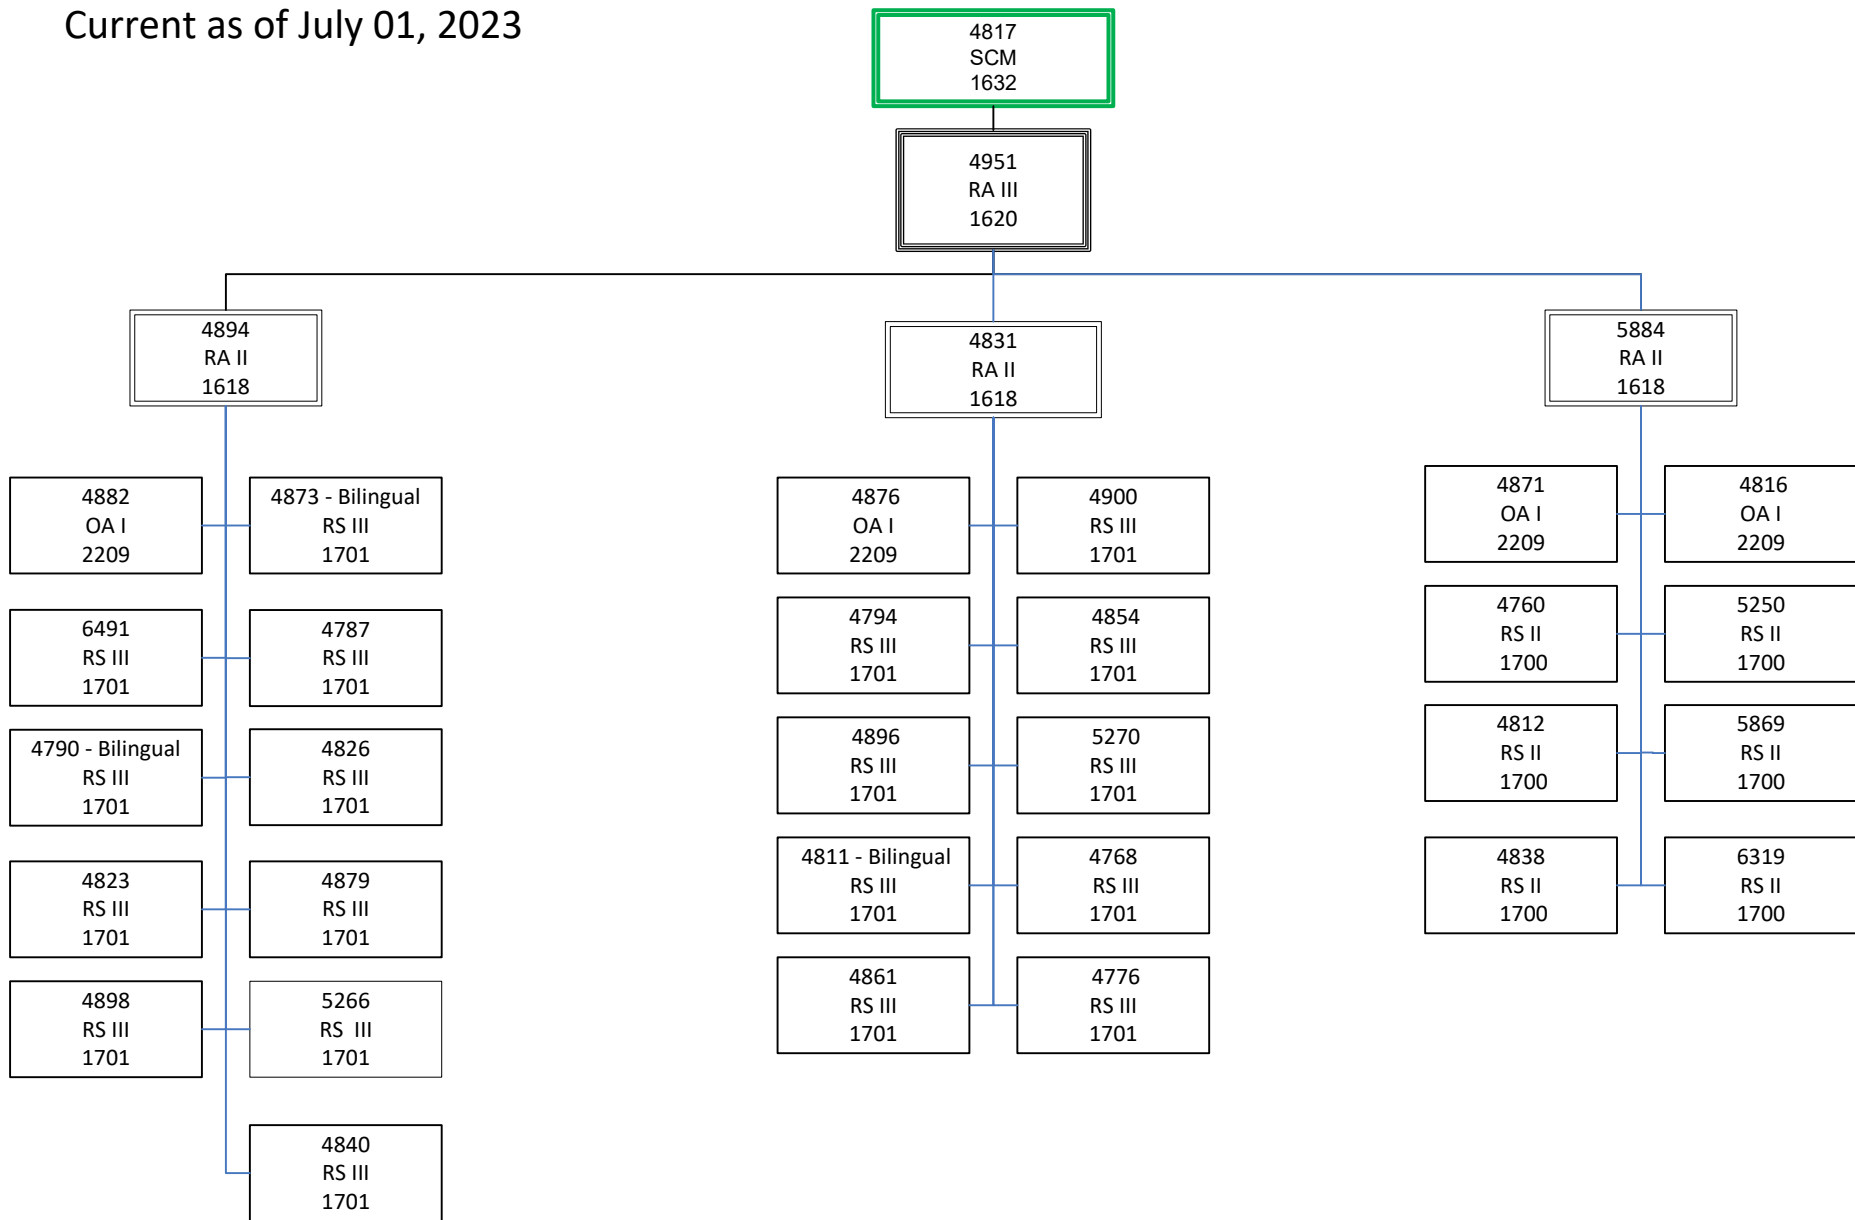 Current as of July 01, 2023
4817
SCM
1632
4951
RA III
1620
4894
RA II
1618
4831
RA II
1618
5884
RA II
1618
4882
OA I
2209
4873 - Bilingual
RS III
1701
6491
RS III
1701
4787
RS III
1701
4790 - Bilingual
RS III
1701
4826
RS III
1701
4823
RS III
1701
4879
RS III
1701
4898
RS III
1701
5266
RS  III
1701
4840
RS III
1701
4876
OA I
2209
4900
RS III
1701
4794
RS III
1701
4854
RS III
1701
4896
RS III
1701
5270
RS III
1701
4811 - Bilingual
RS III
1701
4768
RS III
1701
4861
RS III
1701
4776
RS III
1701
4871
OA I
2209
4816
OA I
2209
4760
RS II
1700
5250
RS II
1700
4812
RS II
1700
5869
RS II
1700
4838
RS II
1700
6319
RS II
1700